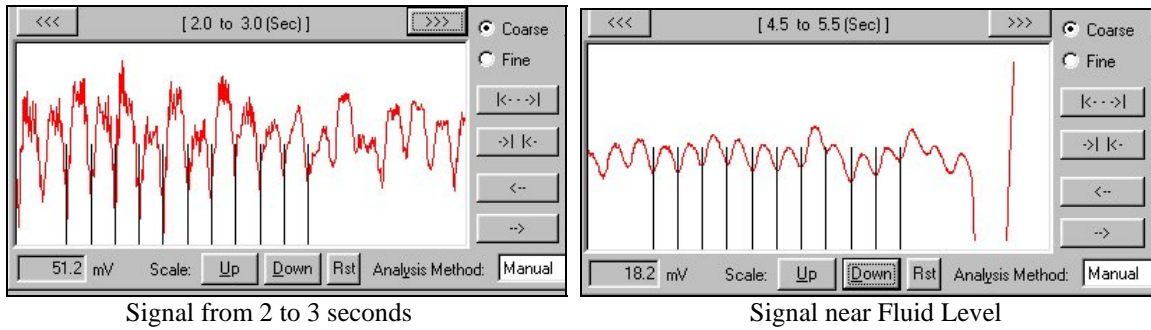 <<< [ 2.0 to 3.0 (Sec) ] >>>
Coarse
Fine
|<- - ->|
->| |<-
<--
-->
51.2 mV Scale: Up Down Rst Analysis Method: Manual
Signal from 2 to 3 seconds
<<< [ 4.5 to 5.5 (Sec) ] >>>
Coarse
Fine
|<- - ->|
->| |<-
<--
-->
18.2 mV Scale: Up Down Rst Analysis Method: Manual
Signal near Fluid Level